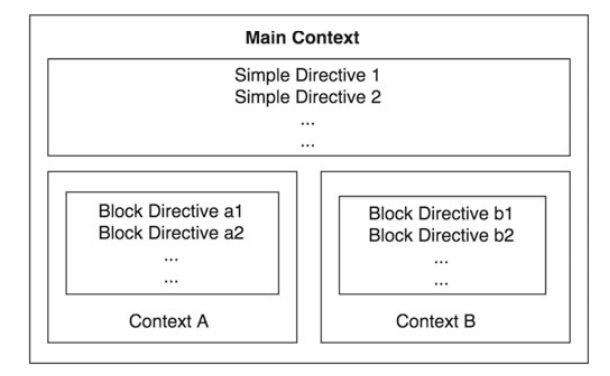 Main Context
Simple Directive 1
Simple Directive 2
...
...
Block Directive a1
Block Directive a2
...
...
Context A
Block Directive b1
Block Directive b2
...
...
Context B